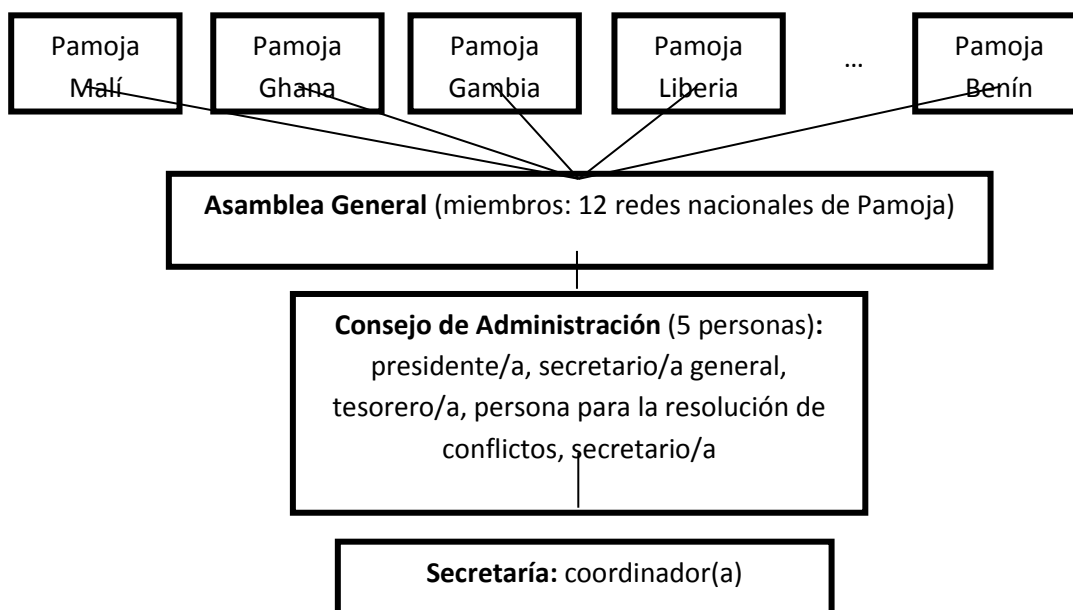 Pamoja Pamoja Pamoja Pamoja Pamoja
Malí Ghana Gambia Liberia ... Benín
Asamblea General (miembros: 12 redes nacionales de Pamoja)
Consejo de Administración (5 personas):
presidente/a, secretario/a general,
tesorero/a, persona para la resolución de
conflictos, secretario/a
Secretaría: coordinador(a)